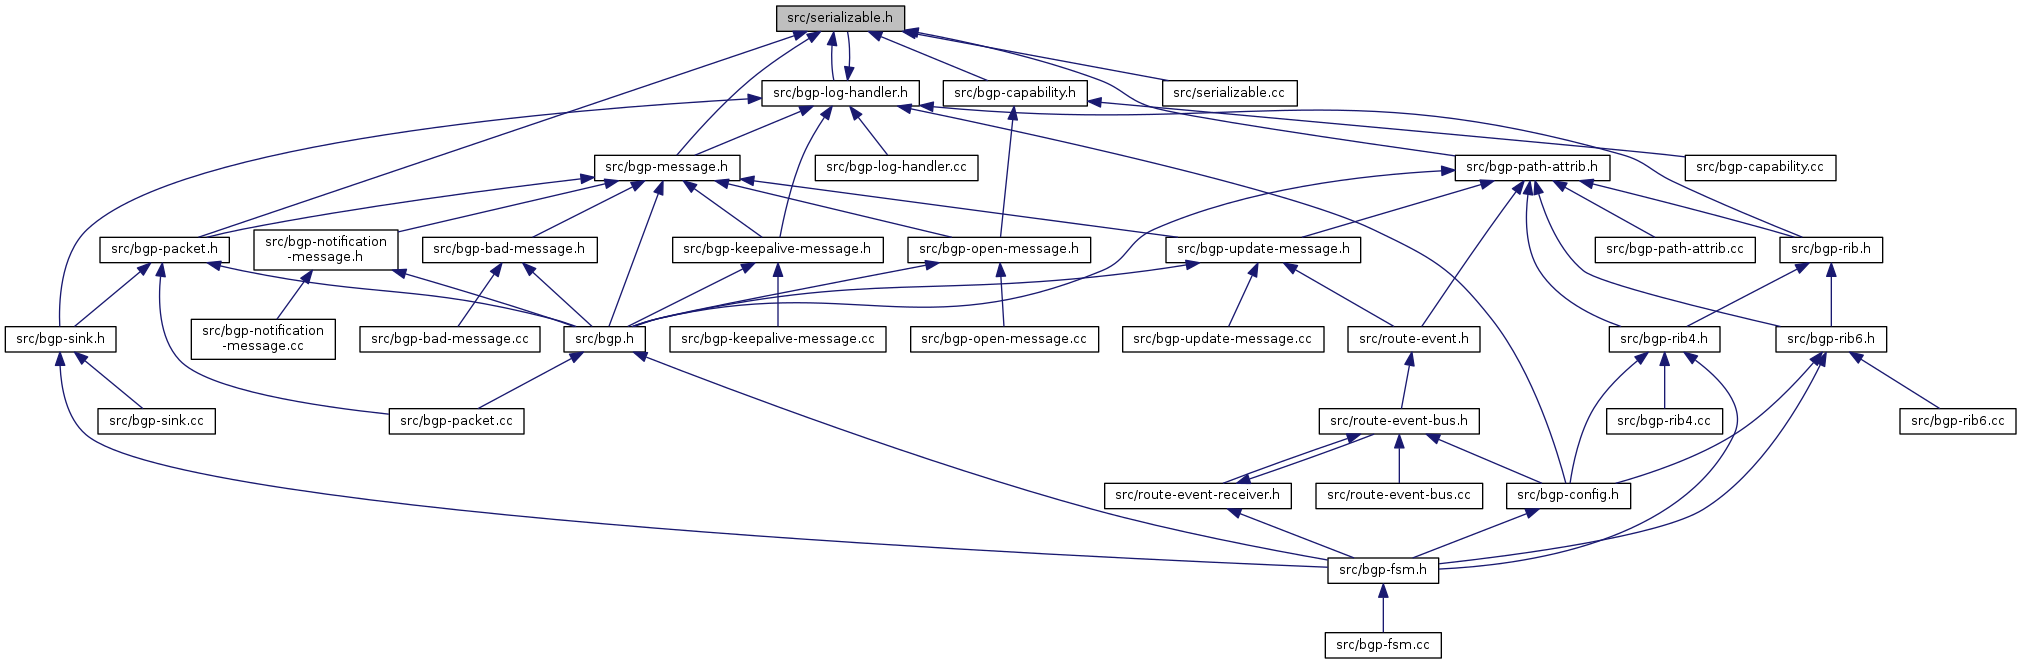 src/serializable.h
src/bgp-log-handler.h
src/bgp-capability.h
src/serializable.cc
src/bgp-message.h
src/bgp-log-handler.cc
src/bgp-path-attrib.h
src/bgp-capability.cc
src/bgp-packet.h
src/bgp-notification
-message.h
src/bgp-bad-message.h
src/bgp-keepalive-message.h
src/bgp-open-message.h
src/bgp-update-message.h
src/bgp-path-attrib.cc
src/bgp-rib.h
src/bgp-sink.h
src/bgp-notification
-message.cc
src/bgp-bad-message.cc
src/bgp.h
src/bgp-keepalive-message.cc
src/bgp-open-message.cc
src/bgp-update-message.cc
src/route-event.h
src/bgp-rib4.h
src/bgp-rib6.h
src/bgp-sink.cc
src/bgp-packet.cc
src/route-event-bus.h
src/bgp-rib4.cc
src/bgp-rib6.cc
src/route-event-receiver.h
src/route-event-bus.cc
src/bgp-config.h
src/bgp-fsm.h
src/bgp-fsm.cc